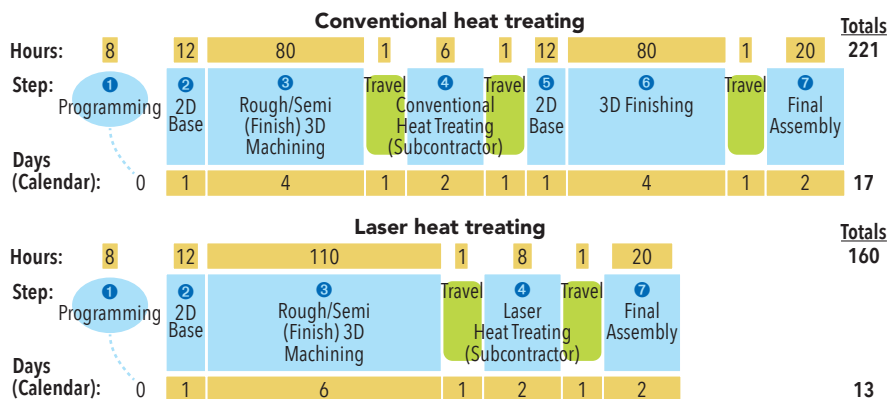 Conventional heat treating
Totals
Hours: 8 12 80 1 6 1 12 80 1 20 221
Step: 1 2 3 Travel 4 Travel 5 6 Travel 7
Programming 2D Rough/Semi Conventional 2D 3D Finishing Final
Base (Finish) 3D Heat Treating Base Assembly
Machining (Subcontractor)
Days
(Calendar): 0 1 4 1 2 1 1 4 1 2 17
Laser heat treating
Totals
Hours: 8 12 110 1 8 1 20 160
Step: 1 2 3 Travel 4 Travel 7
Programming 2D Rough/Semi Laser Final
Base (Finish) 3D Heat Treating Assembly
Machining (Subcontractor)
Days
(Calendar): 0 1 6 1 2 1 2 13